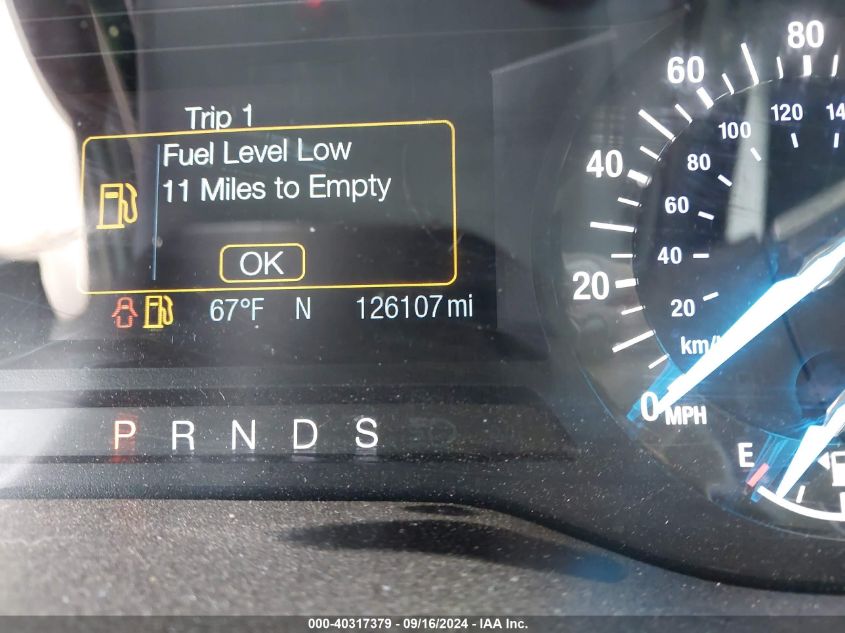 Trip 1
Fuel Level Low
11 Miles to Empty
OK
67°F N 126107 mi
P R N D S
0 20 40 60 80
20 40 60 80 100 120
km/
MPH
E
000-40317379 - 09/16/2024 - IAA Inc.